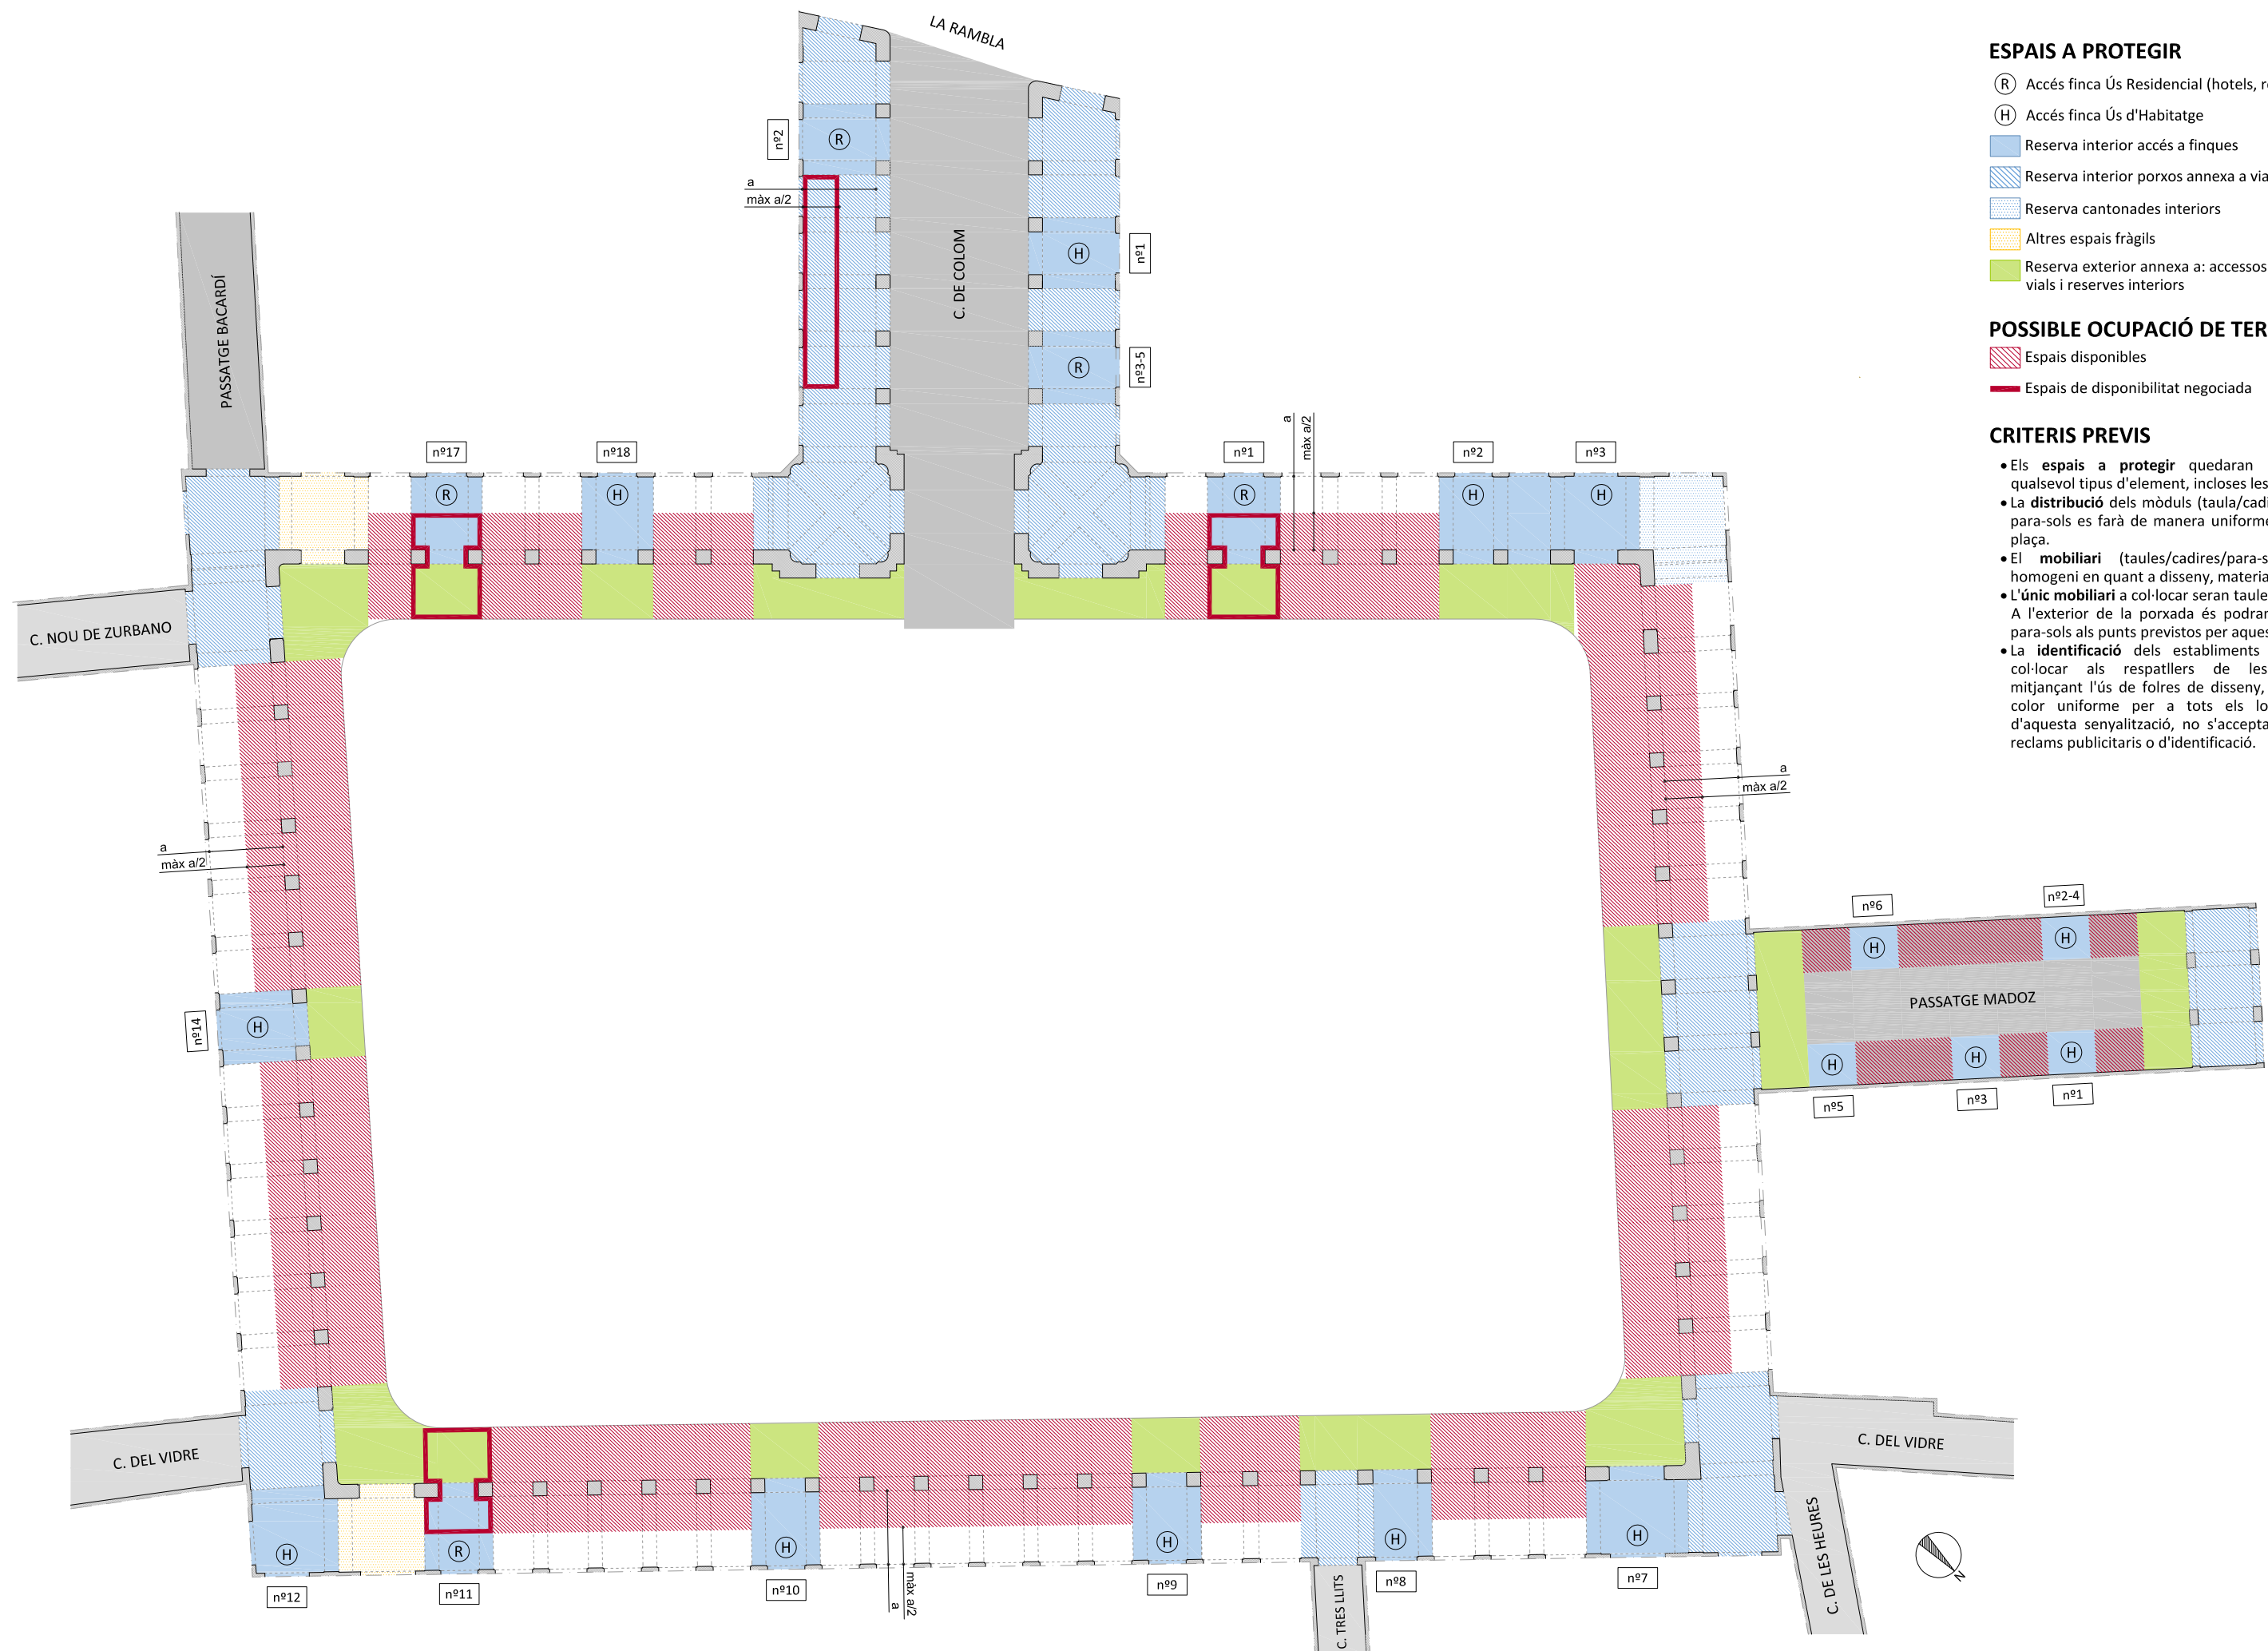 LA RAMBLA
nº2
R
a
màx a/2
C. DE COLOM
H
nº1
R
nº3-5
PASSATGE BACARDÍ
C. NOU DE ZURBANO
nº17
R
nº18
H
nº1
R
a
màx a/2
nº2
H
nº3
H
a
màx a/2
a
màx a/2
nº14
H
nº6
H
nº2-4
H
PASSATGE MADOZ
H
H
H
nº5
nº3
nº1
C. DEL VIDRE
H
nº12
R
nº11
H
nº10
a
màx a/2
H
nº9
C. TRES LLITS
H
nº8
H
nº7
C. DEL VIDRE
C. DE LES HEURES
N
ESPAIS A PROTEGIR
R Accés finca Ús Residencial (hotels, r
H Accés finca Ús d'Habitatge
Reserva interior accés a finques
Reserva interior porxos annexa a via
Reserva cantonades interiors
Altres espais fràgils
Reserva exterior annexa a: accessos
vials i reserves interiors
POSSIBLE OCUPACIÓ DE TER
Espais disponibles
Espais de disponibilitat negociada
CRITERIS PREVIS
• Els espais a protegir quedaran
qualsevol tipus d'element, incloses les
• La distribució dels mòduls (taula/cadi
para-sols es farà de manera uniforme
plaça.
• El mobiliari (taules/cadires/para-s
homogeni en quant a disseny, materia
• L'únic mobiliari a col·locar seran taule
A l'exterior de la porxada és podran
para-sols als punts previstos per aques
• La identificació dels establiments
col·locar als respatllers de les
mitjançant l'ús de folres de disseny,
color uniforme per a tots els lo
d'aquesta senyalització, no s'accepta
reclams publicitaris o d'identificació.